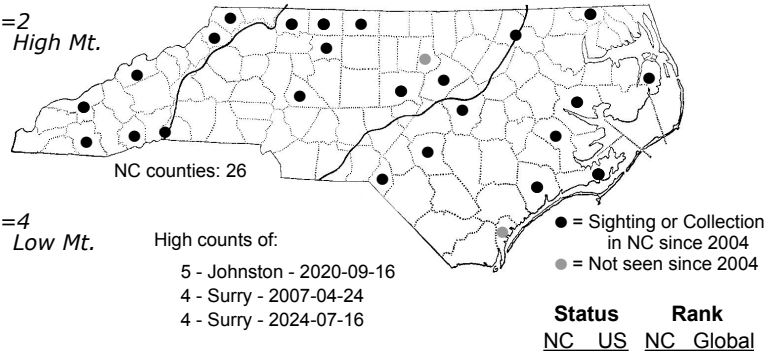 =2
High Mt.
NC counties: 26
=4
Low Mt.
High counts of:
5 - Johnston - 2020-09-16
4 - Surry - 2007-04-24
4 - Surry - 2024-07-16
= Sighting or Collection
in NC since 2004
= Not seen since 2004
Status Rank
NC US NC Global